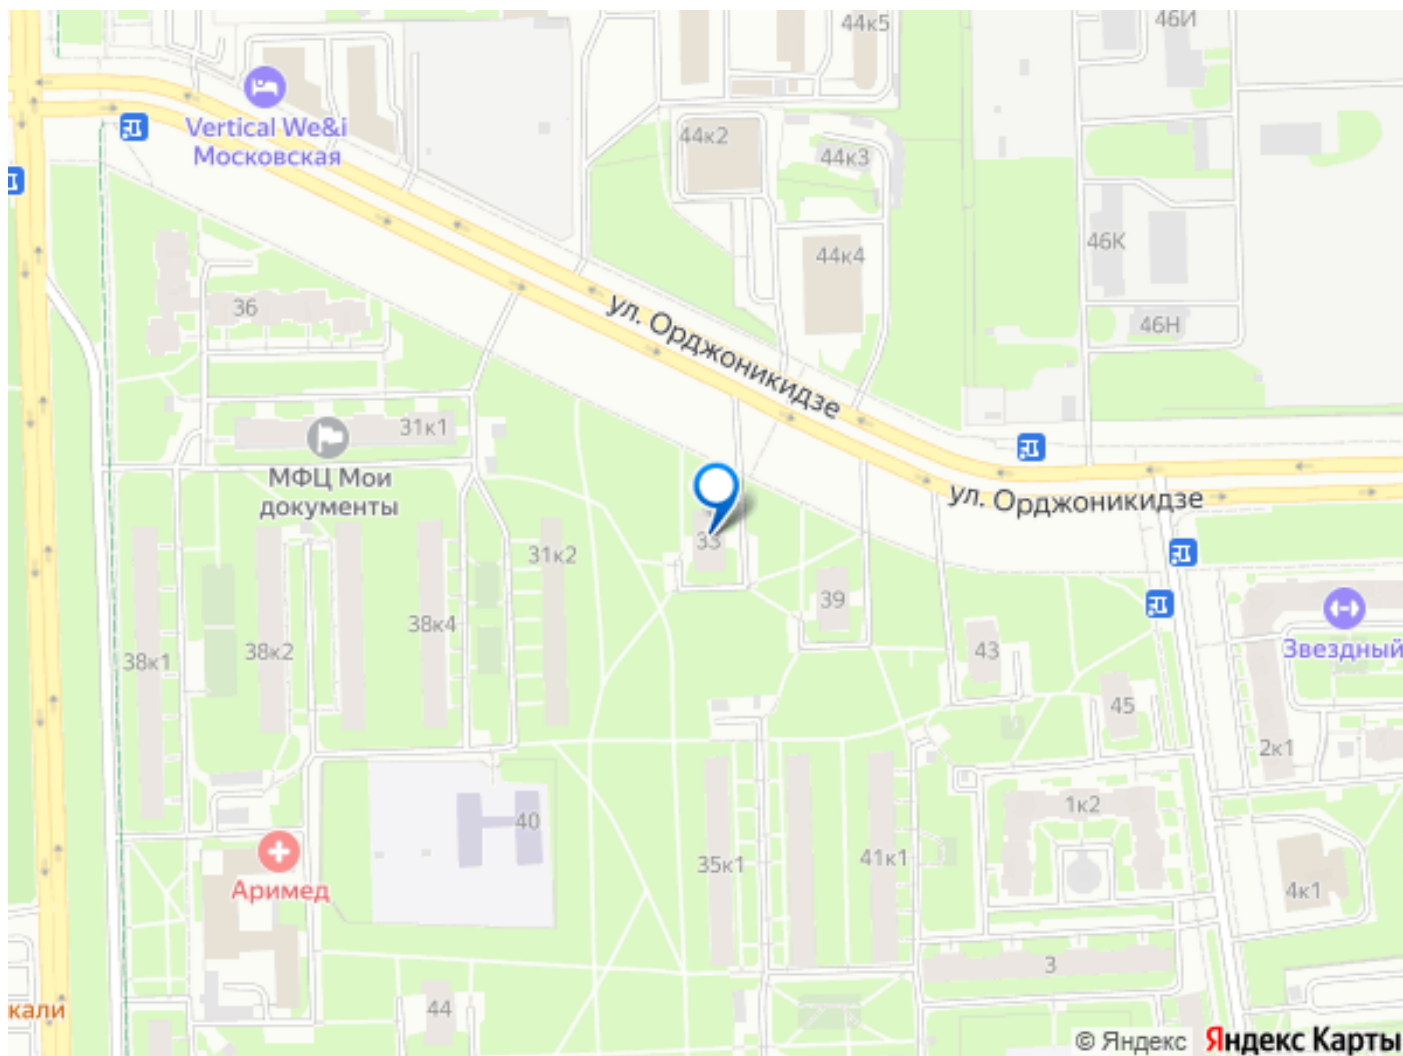 44к5
46И
Vertical We&i
Московская
44к2
44к3
46К
44к4
36
ул. Орджоникидзе
46Н
31к1
МФЦ Мои
документы
ул. Орджоникидзе
33
31к2
39
38к4
38к2
38к1
43
Звездный
45
2к1
1к2
40
35к1
41к1
Аримед
4к1
3
44
кали
© Яндекс
Яндекс Карты